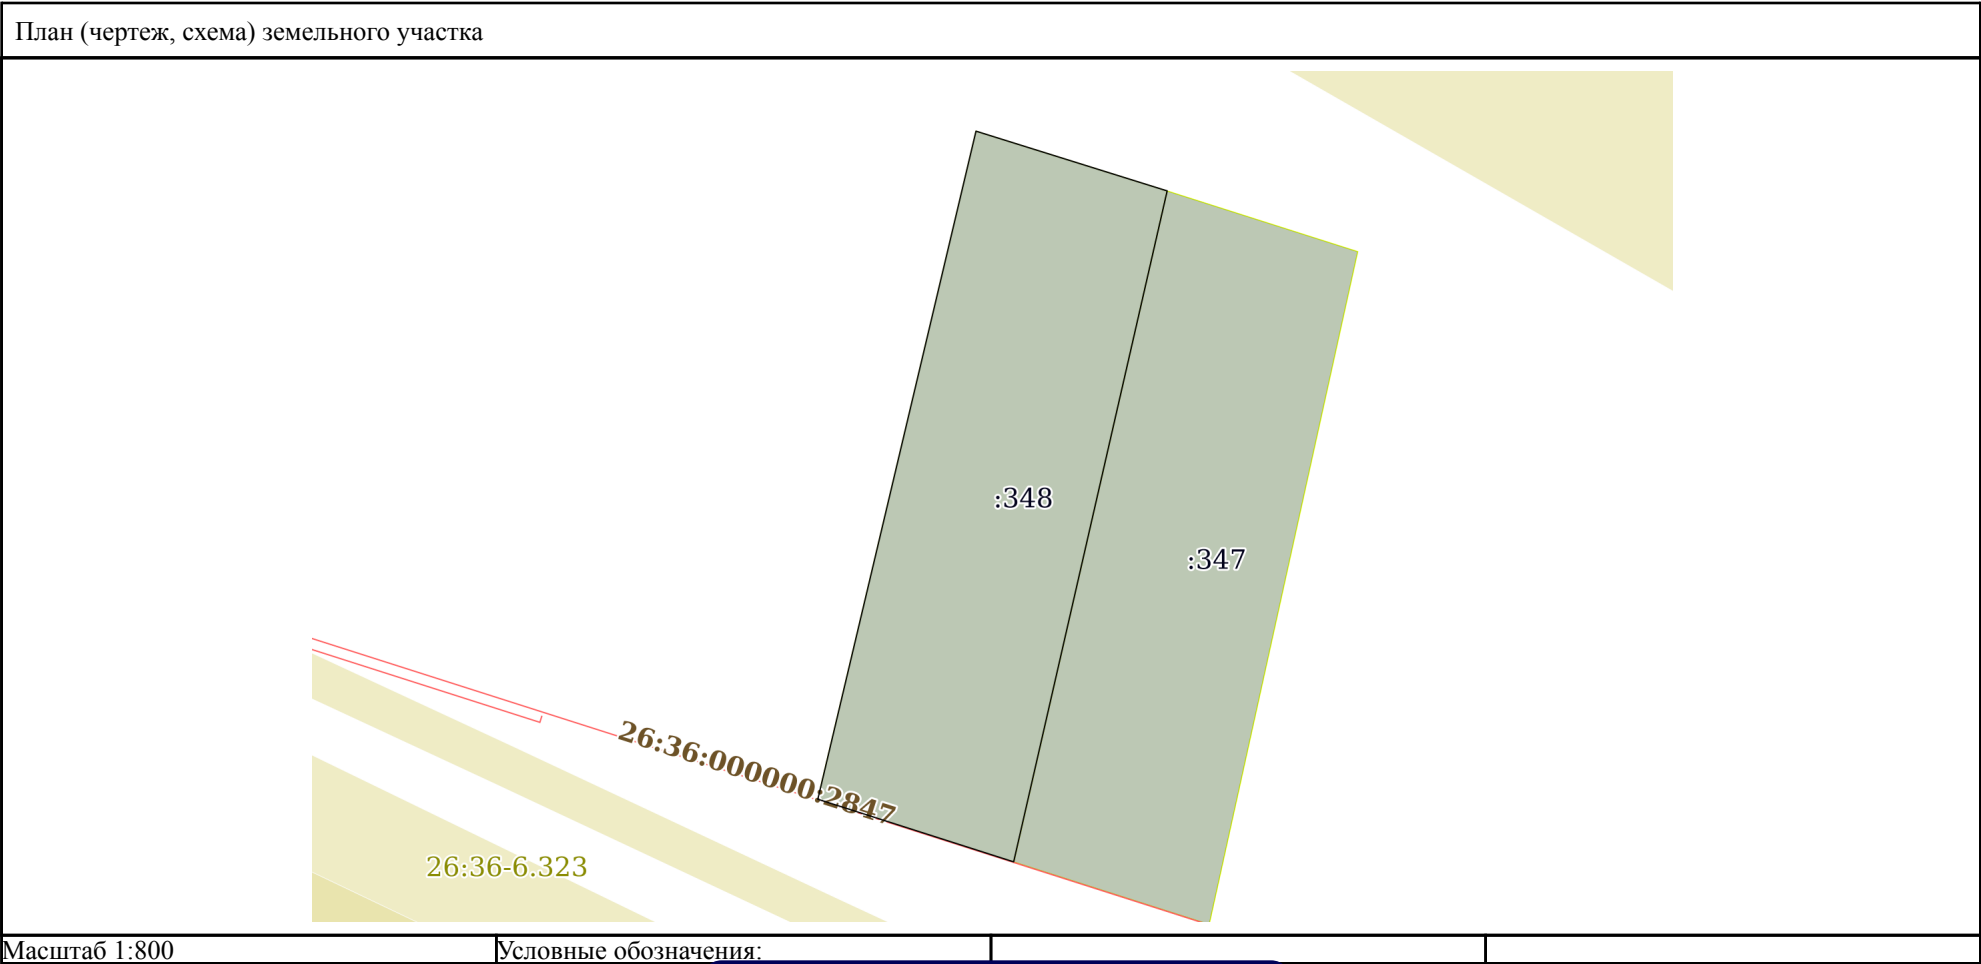 План (чертеж, схема) земельного участка
:348
:347
26:36:000000:2847
26:36-6.323
Масштаб 1:800
Условные обозначения: